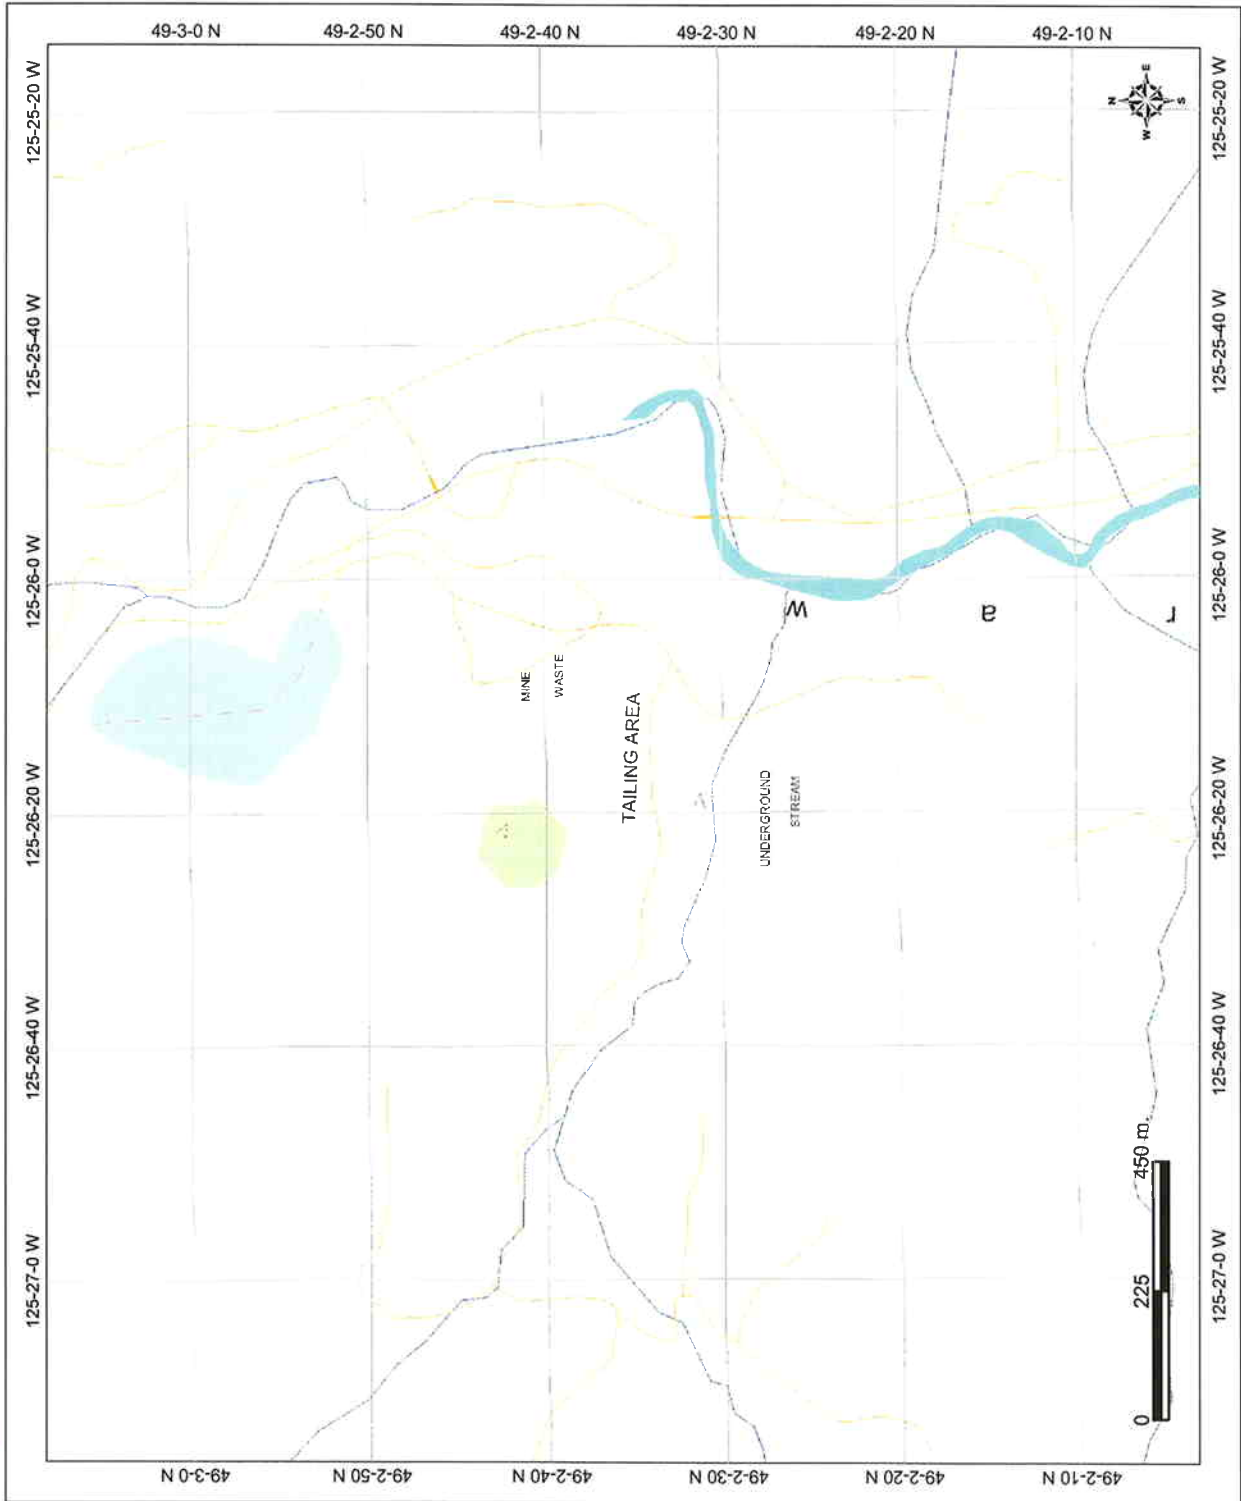 49-3-0 N
49-2-50 N
49-2-40 N
49-2-30 N
49-2-20 N
49-2-10 N
125-25-20 W
125-25-40 W
125-26-0 W
125-26-20 W
125-26-40 W
125-27-0 W
125-25-20 W
125-25-40 W
125-26-0 W
125-26-20 W
125-26-40 W
125-27-0 W
N
E
S
W
w
a
r
MINE
WASTE
TAILING AREA
UNDERGROUND
STREAM
0
225
450 m.
49-3-0 N
49-2-50 N
49-2-40 N
49-2-30 N
49-2-20 N
49-2-10 N